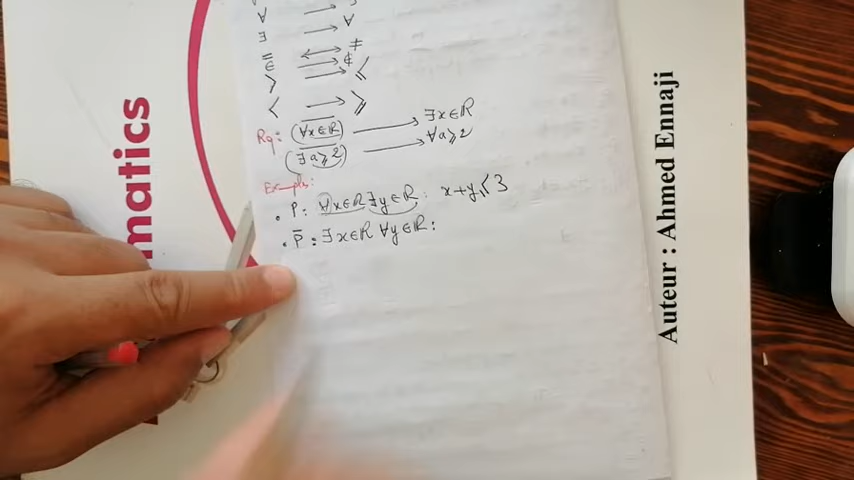 ∀ → ∃
∃ → ∀
= ↔ ≠
∈ → ∉
> → ⩽
< → ⩾
Rq: (∀x∈ℝ) → ∃x∈ℝ
(∃a⩾2) → ∀a⩾2
Exemple:
• P: ∀x∈ℝ ∃y∈ℝ: x+y⩽3
• P̄: ∃x∈ℝ ∀y∈ℝ:
matics
Auteur : Ahmed Ennaji